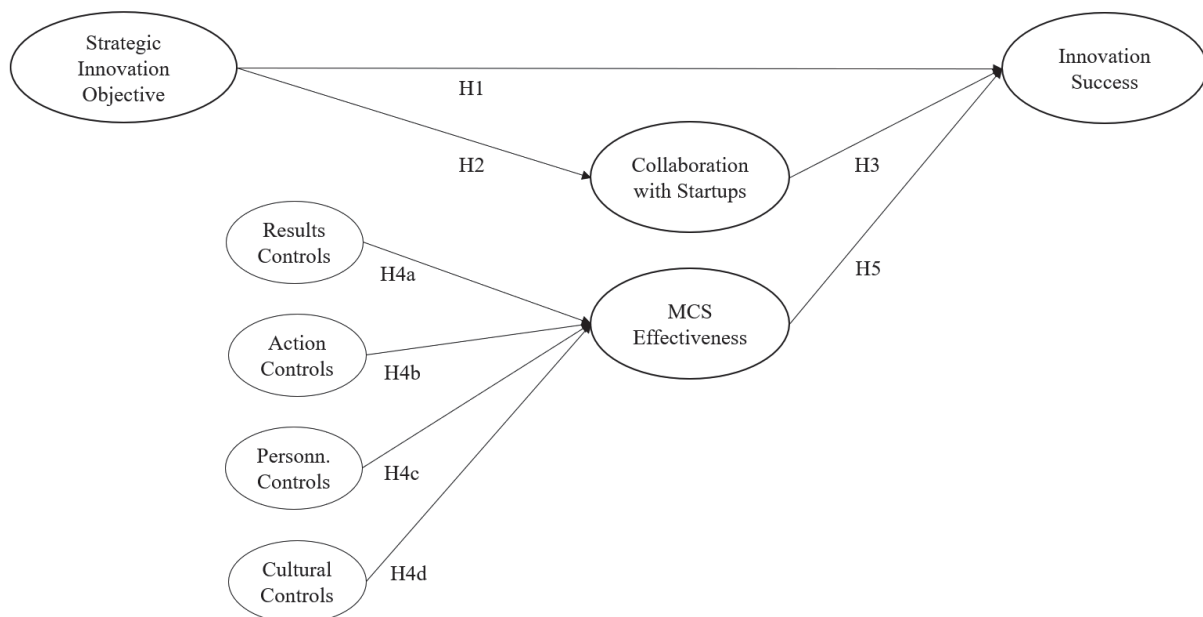 Strategic
Innovation
Objective
Innovation
Success
H1
H2
Collaboration
with Startups
H3
Results
Controls
H4a
MCS
Effectiveness
H5
Action
Controls
H4b
Personn.
Controls
H4c
Cultural
Controls
H4d